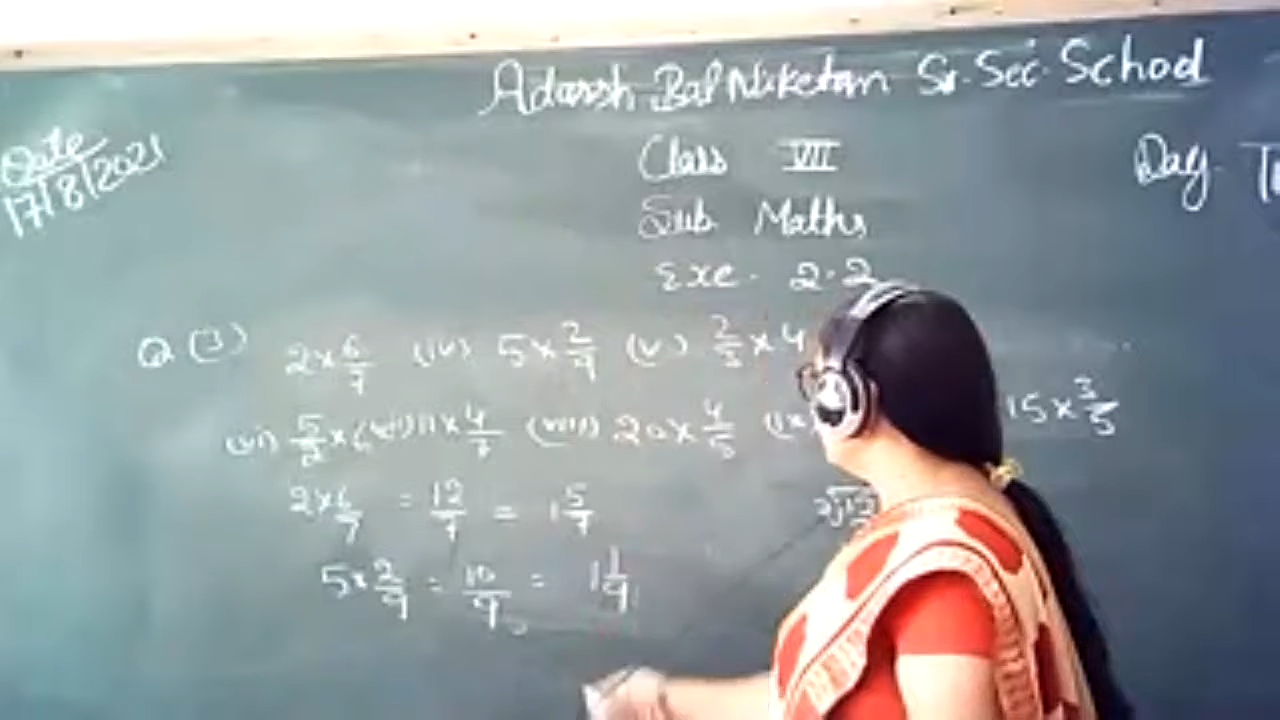 Adarsh Bal Niketan Sr. Sec. School
Date
17/8/2021
Class VII
Day.
Sub Maths
Exe. 2.2
Q (3) 2 × 6/7 (iv) 5 × 2/9 (v) 2/3 × 4
(vi) 5/2 × (vii) 11 × 4/7 (viii) 20 × 4/5 (ix 15 × 3/5
2 × 6/7 = 12/7 = 1 5/7
5 × 2/9 = 10/9 = 1 1/9